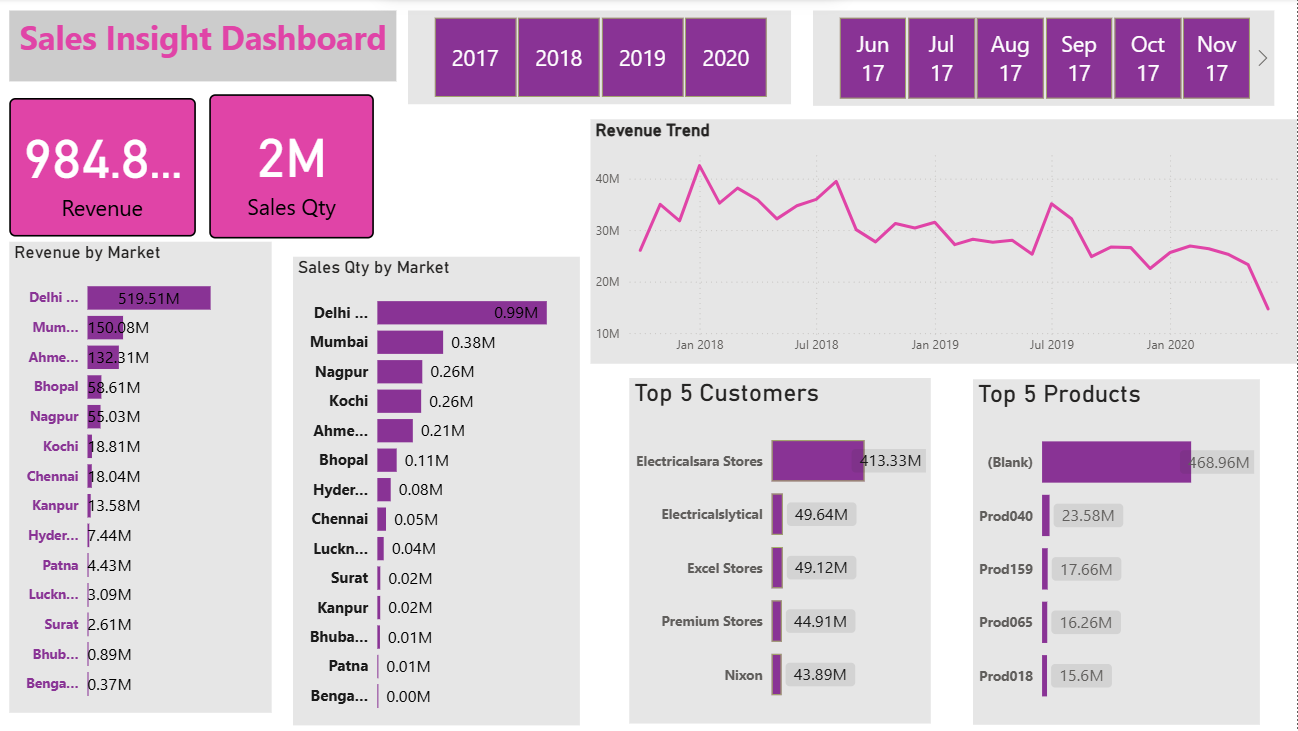 Sales Insight Dashboard
2017
2018
2019
2020
Jun
17
Jul
17
Aug
17
Sep
17
Oct
17
Nov
17
984.8...
Revenue
2M
Sales Qty
Revenue Trend
40M
30M
20M
10M
Jan 2018
Jul 2018
Jan 2019
Jul 2019
Jan 2020
Revenue by Market
Delhi ... 519.51M
Mum... 150.08M
Ahme... 132.31M
Bhopal 58.61M
Nagpur 55.03M
Kochi 18.81M
Chennai 18.04M
Kanpur 13.58M
Hyder... 7.44M
Patna 4.43M
Luckn... 3.09M
Surat 2.61M
Bhub... 0.89M
Benga... 0.37M
Sales Qty by Market
Delhi ... 0.99M
Mumbai 0.38M
Nagpur 0.26M
Kochi 0.26M
Ahme... 0.21M
Bhopal 0.11M
Hyder... 0.08M
Chennai 0.05M
Luckn... 0.04M
Surat 0.02M
Kanpur 0.02M
Bhuba... 0.01M
Patna 0.01M
Benga... 0.00M
Top 5 Customers
Electricalsara Stores 413.33M
Electricalslytical 49.64M
Excel Stores 49.12M
Premium Stores 44.91M
Nixon 43.89M
Top 5 Products
(Blank) 468.96M
Prod040 23.58M
Prod159 17.66M
Prod065 16.26M
Prod018 15.6M